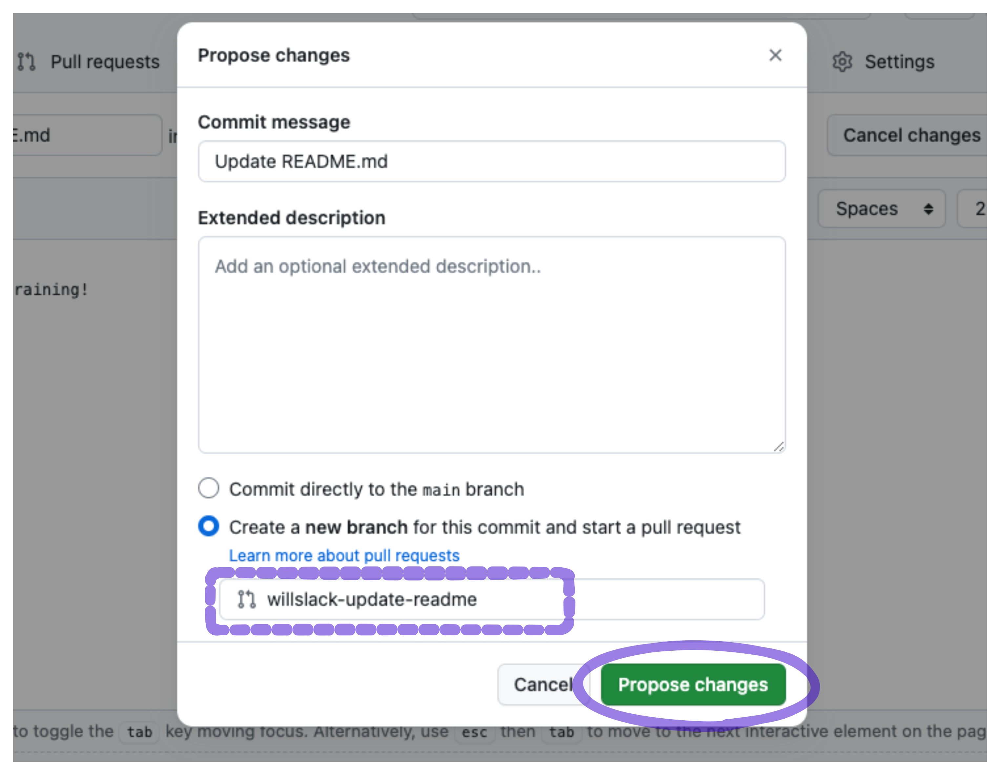 Pull requests
Settings
E.md
in
Cancel changes
Spaces
2
raining!
Propose changes
Commit message
Update README.md
Extended description
Add an optional extended description..
Commit directly to the main branch
Create a new branch for this commit and start a pull request
Learn more about pull requests
willslack-update-readme
Cancel
Propose changes
to toggle the tab key moving focus. Alternatively, use esc then tab to move to the next interactive element on the pag